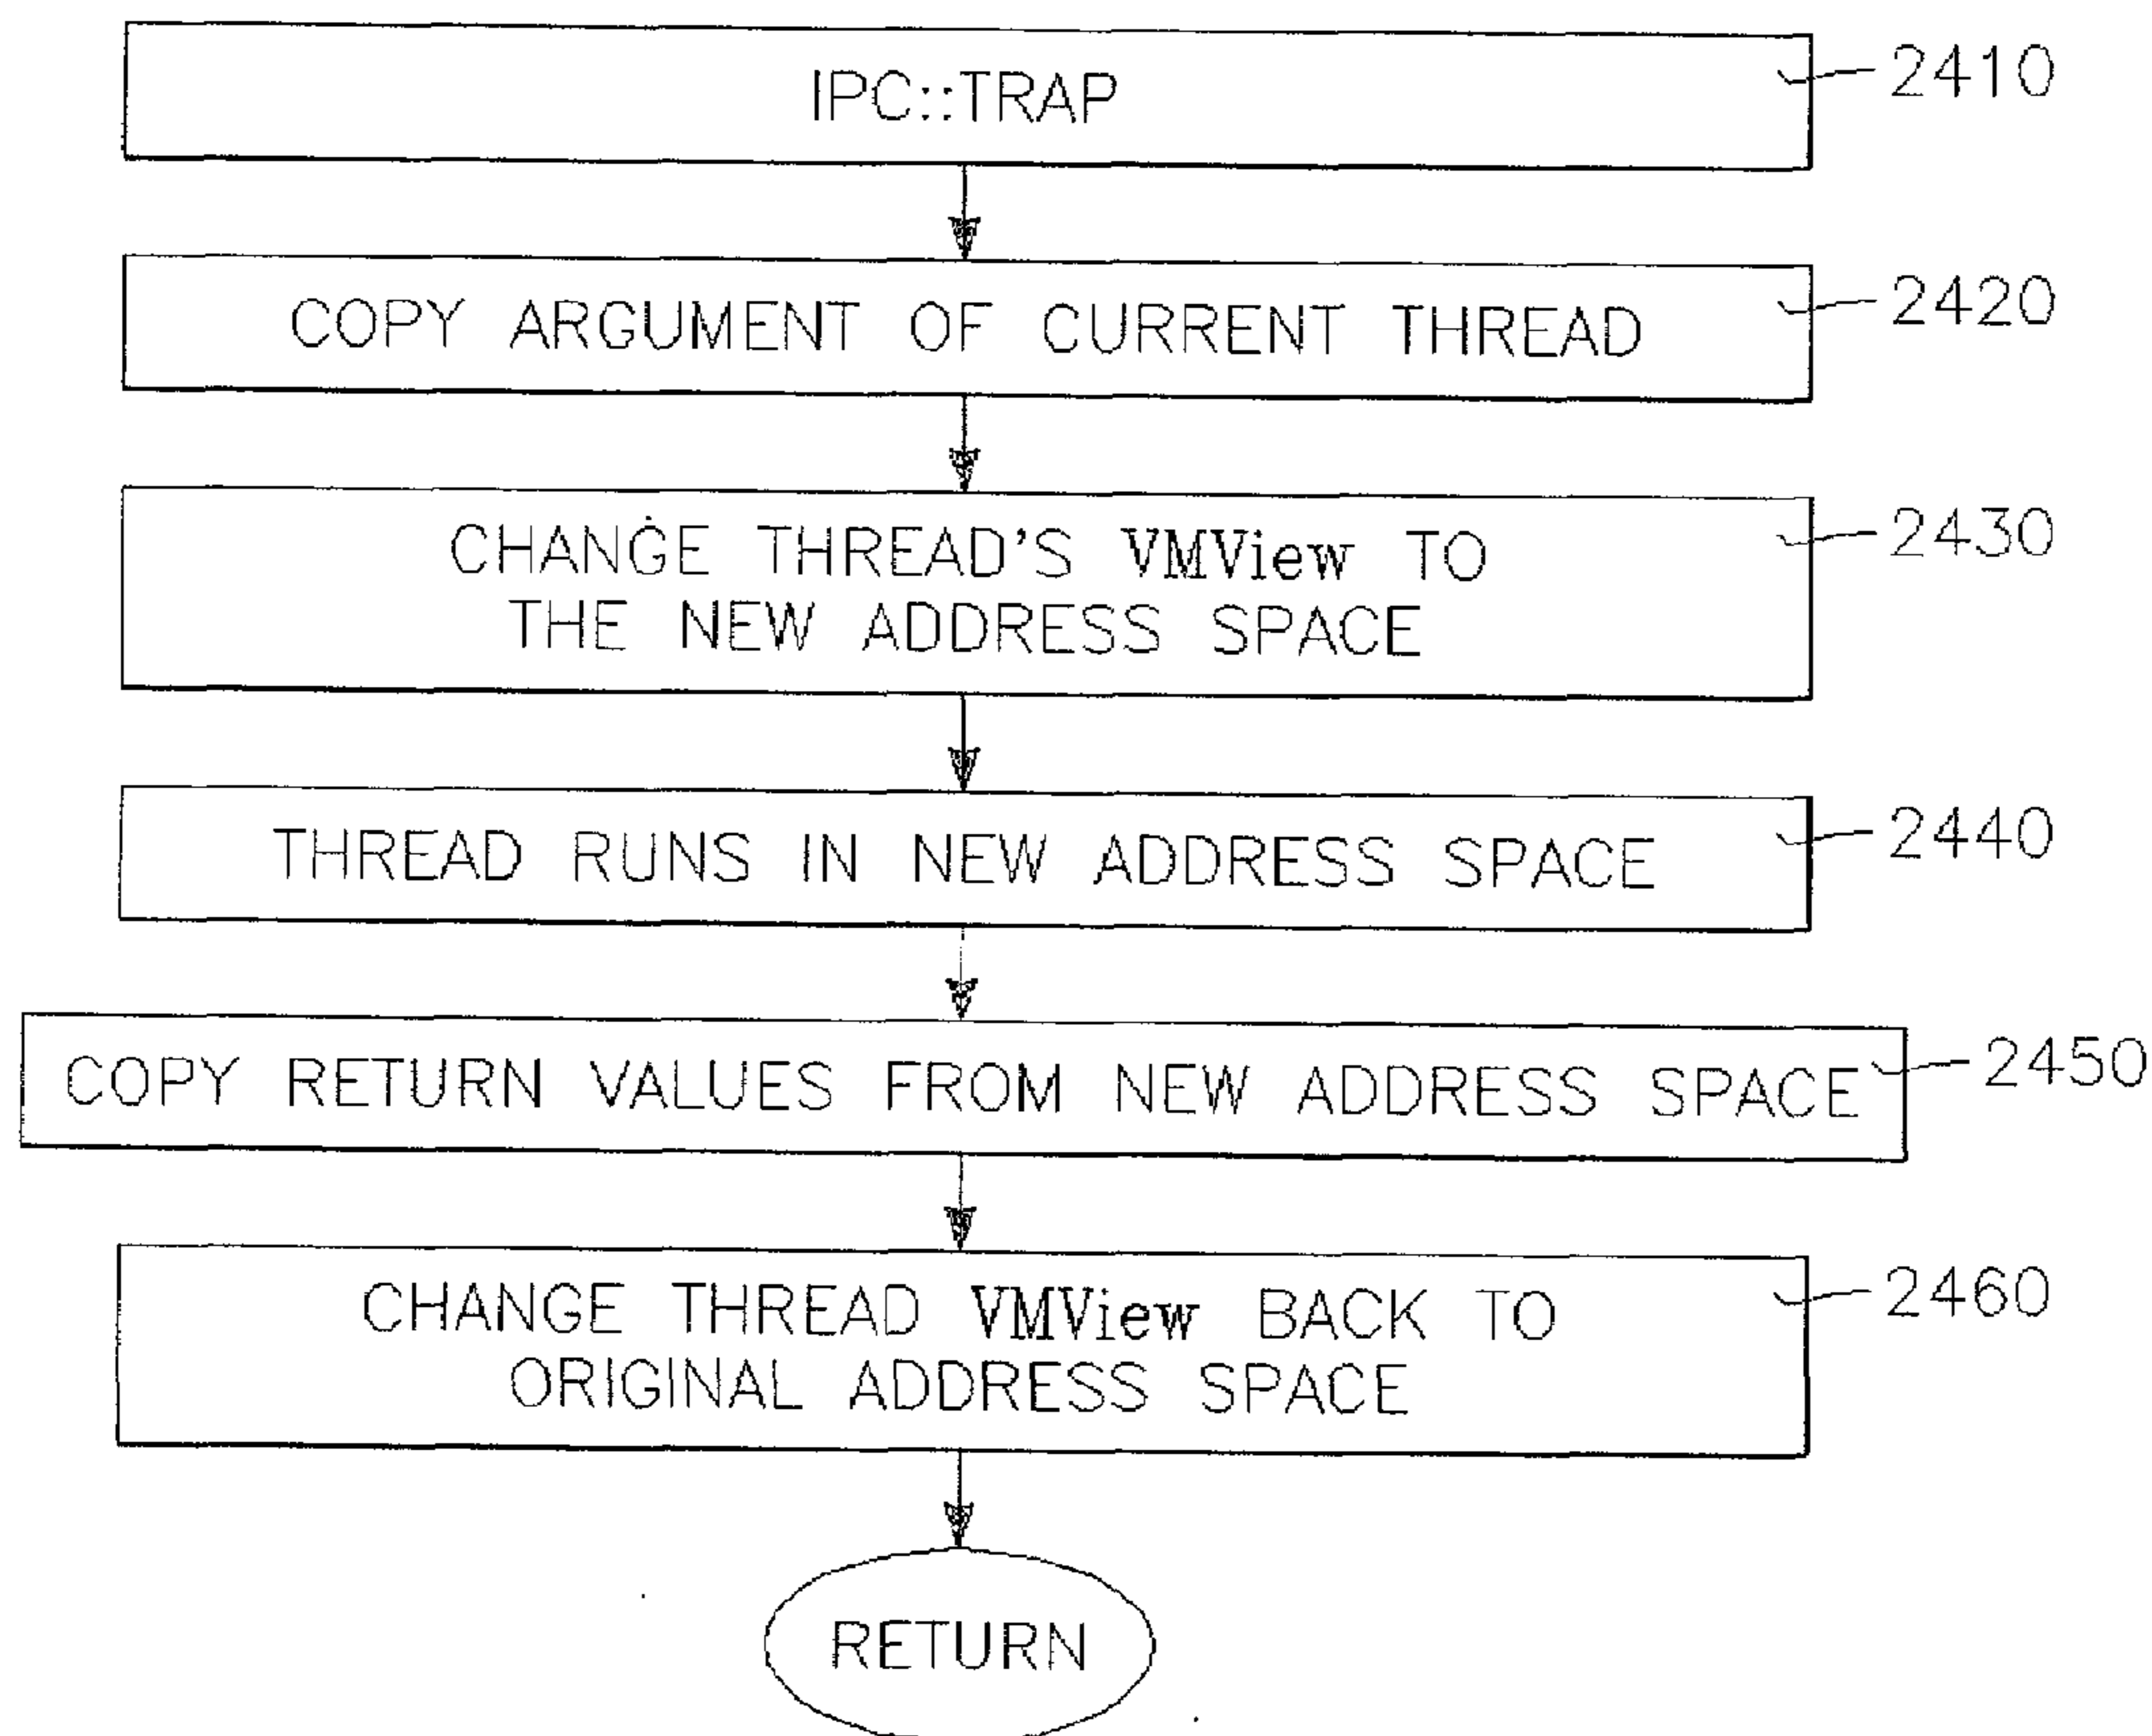 IPC::TRAP
2410
COPY ARGUMENT OF CURRENT THREAD
2420
CHANGE THREAD'S VMView TO
THE NEW ADDRESS SPACE
2430
THREAD RUNS IN NEW ADDRESS SPACE
2440
COPY RETURN VALUES FROM NEW ADDRESS SPACE
2450
CHANGE THREAD VMView BACK TO
ORIGINAL ADDRESS SPACE
2460
RETURN